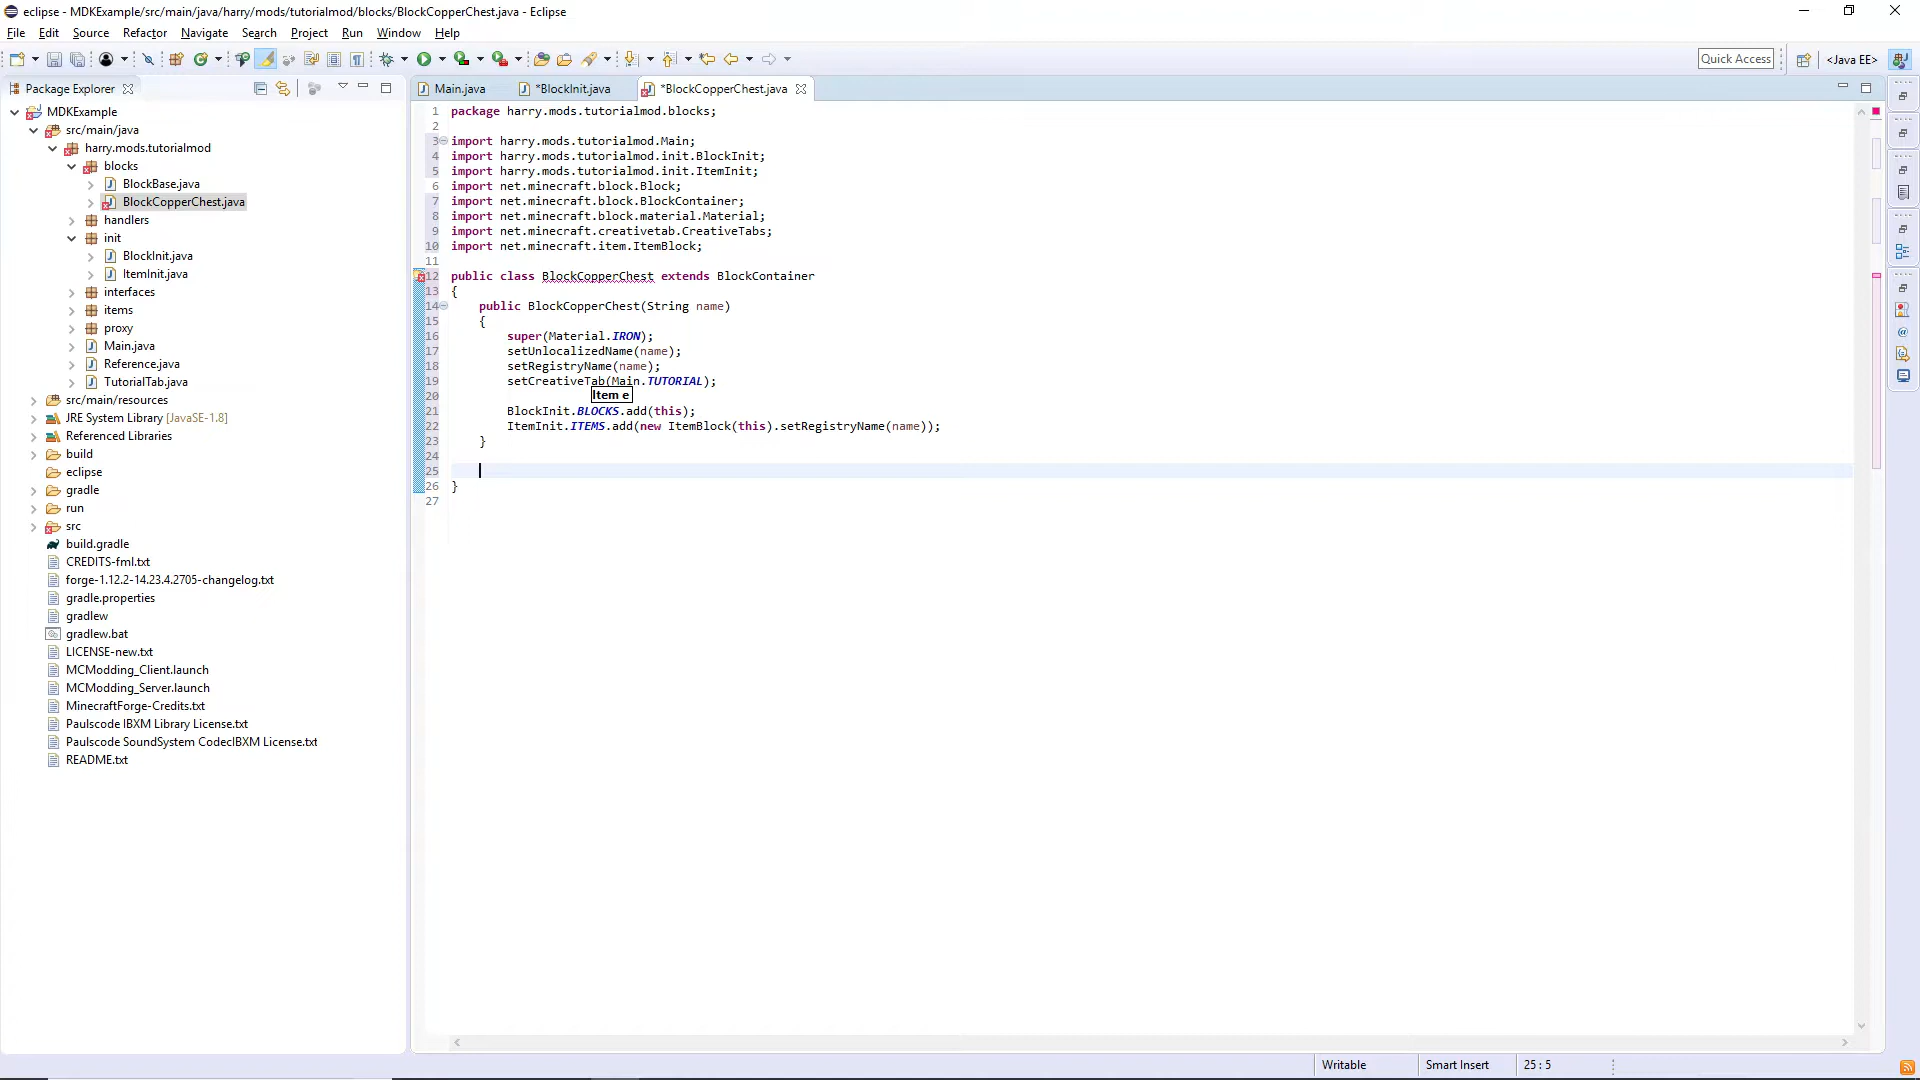 eclipse - MDKExample/src/main/java/harry/mods/tutorialmod/blocks/BlockCopperChest.java - Eclipse
File Edit Source Refactor Navigate Search Project Run Window Help
Quick Access <Java EE>
Package Explorer
Main.java *BlockInit.java *BlockCopperChest.java
MDKExample
src/main/java
harry.mods.tutorialmod
blocks
BlockBase.java
BlockCopperChest.java
handlers
init
BlockInit.java
ItemInit.java
interfaces
items
proxy
Main.java
Reference.java
TutorialTab.java
src/main/resources
JRE System Library [JavaSE-1.8]
Referenced Libraries
build
eclipse
gradle
run
src
build.gradle
CREDITS-fml.txt
forge-1.12.2-14.23.4.2705-changelog.txt
gradle.properties
gradlew
gradlew.bat
LICENSE-new.txt
MCModding_Client.launch
MCModding_Server.launch
MinecraftForge-Credits.txt
Paulscode IBXM Library License.txt
Paulscode SoundSystem CodecIBXM License.txt
README.txt
1 package harry.mods.tutorialmod.blocks;
2
3 import harry.mods.tutorialmod.Main;
4 import harry.mods.tutorialmod.init.BlockInit;
5 import harry.mods.tutorialmod.init.ItemInit;
6 import net.minecraft.block.Block;
7 import net.minecraft.block.BlockContainer;
8 import net.minecraft.block.material.Material;
9 import net.minecraft.creativetab.CreativeTabs;
10 import net.minecraft.item.ItemBlock;
11
12 public class BlockCopperChest extends BlockContainer
13 {
14 public BlockCopperChest(String name)
15 {
16 super(Material.IRON);
17 setUnlocalizedName(name);
18 setRegistryName(name);
19 setCreativeTab(Main.TUTORIAL);
20 Item e
21 BlockInit.BLOCKS.add(this);
22 ItemInit.ITEMS.add(new ItemBlock(this).setRegistryName(name));
23 }
24
25
26 }
27
Writable Smart Insert 25 : 5